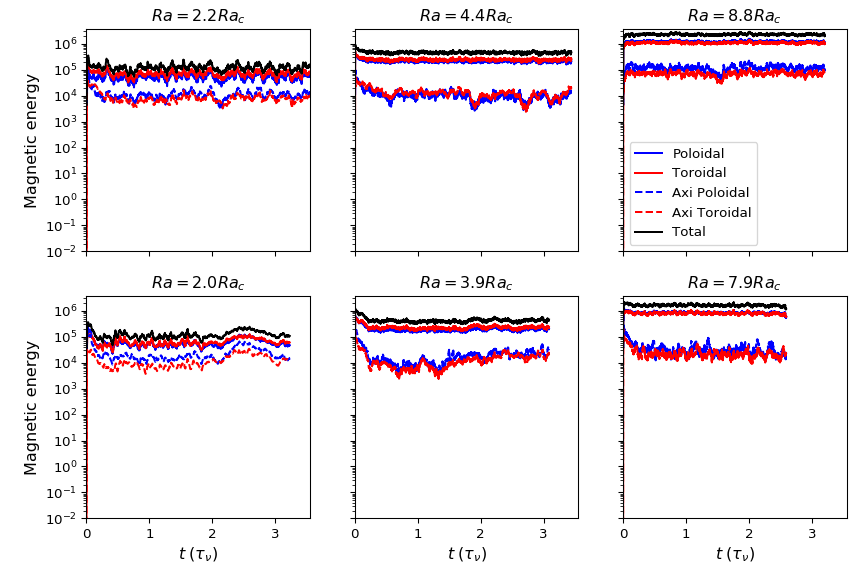 Ra = 2.2Ra_c
Ra = 4.4Ra_c
Ra = 8.8Ra_c
Magnetic energy
10^6
10^5
10^4
10^3
10^2
10^1
10^0
10^−1
10^−2
Poloidal
Toroidal
Axi Poloidal
Axi Toroidal
Total
Ra = 2.0Ra_c
Ra = 3.9Ra_c
Ra = 7.9Ra_c
Magnetic energy
10^6
10^5
10^4
10^3
10^2
10^1
10^0
10^−1
10^−2
0 1 2 3
0 1 2 3
0 1 2 3
t (τ_ν)
t (τ_ν)
t (τ_ν)